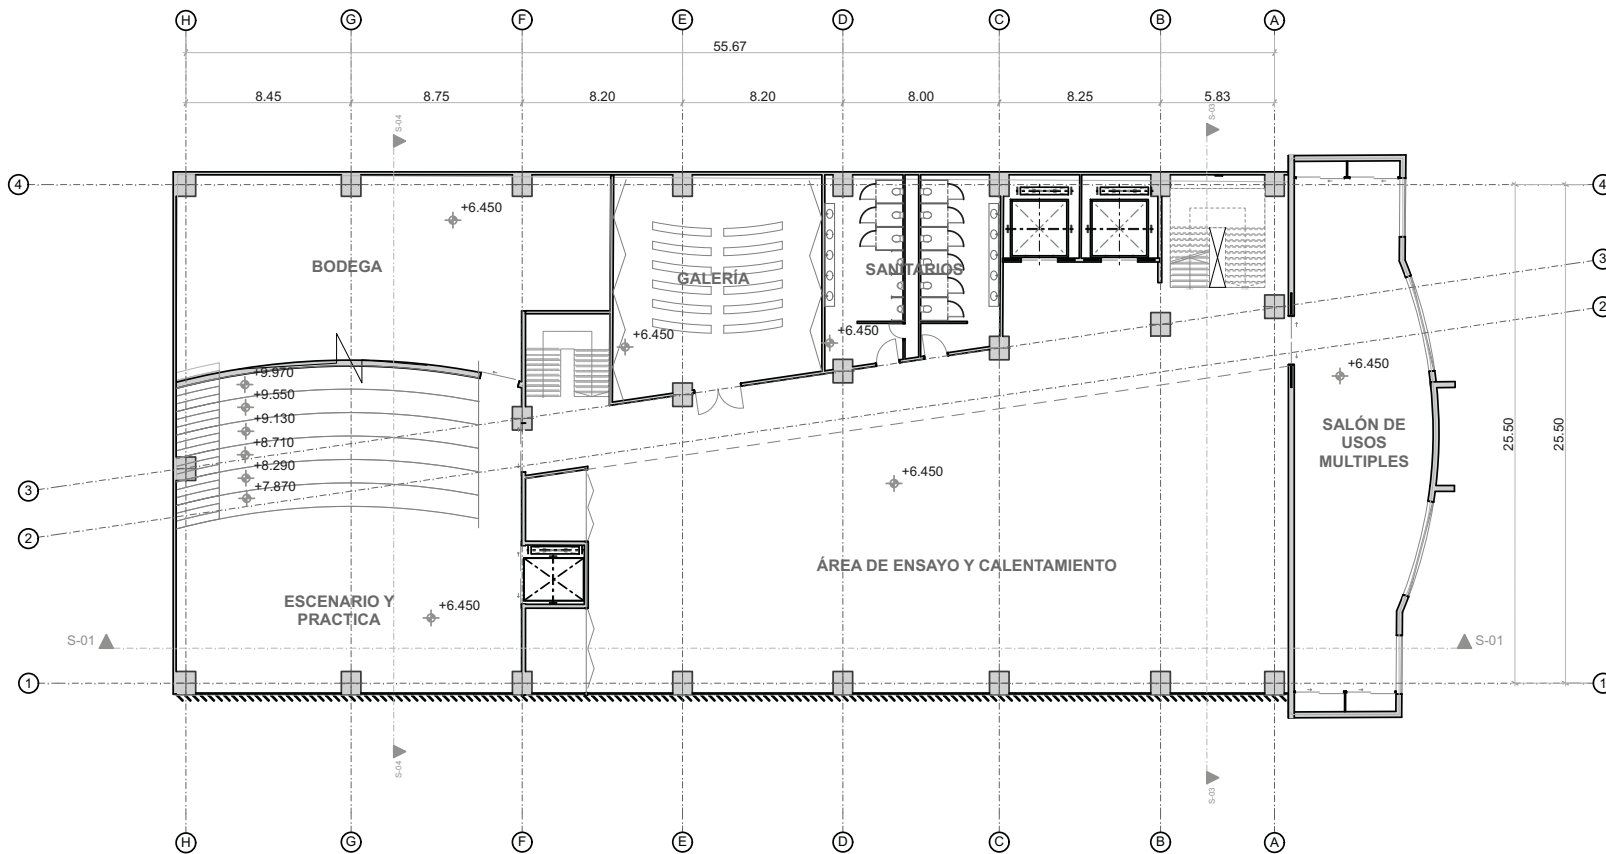 H G F E D C B A
55.67
8.45 8.75 8.20 8.20 8.00 8.25 5.83
S-04 S-03
4 4
+6.450
BODEGA
GALERÍA
SANITARIOS
3
2
+6.450
+6.450
+6.450
+9.970
+9.550
+9.130
+8.710
+8.290
+7.870
SALÓN DE
USOS
MULTIPLES
25.50 25.50
+6.450
3
2
ÁREA DE ENSAYO Y CALENTAMIENTO
ESCENARIO Y
PRACTICA
+6.450
S-01 S-01
1 1
S-04 S-03
H G F E D C B A